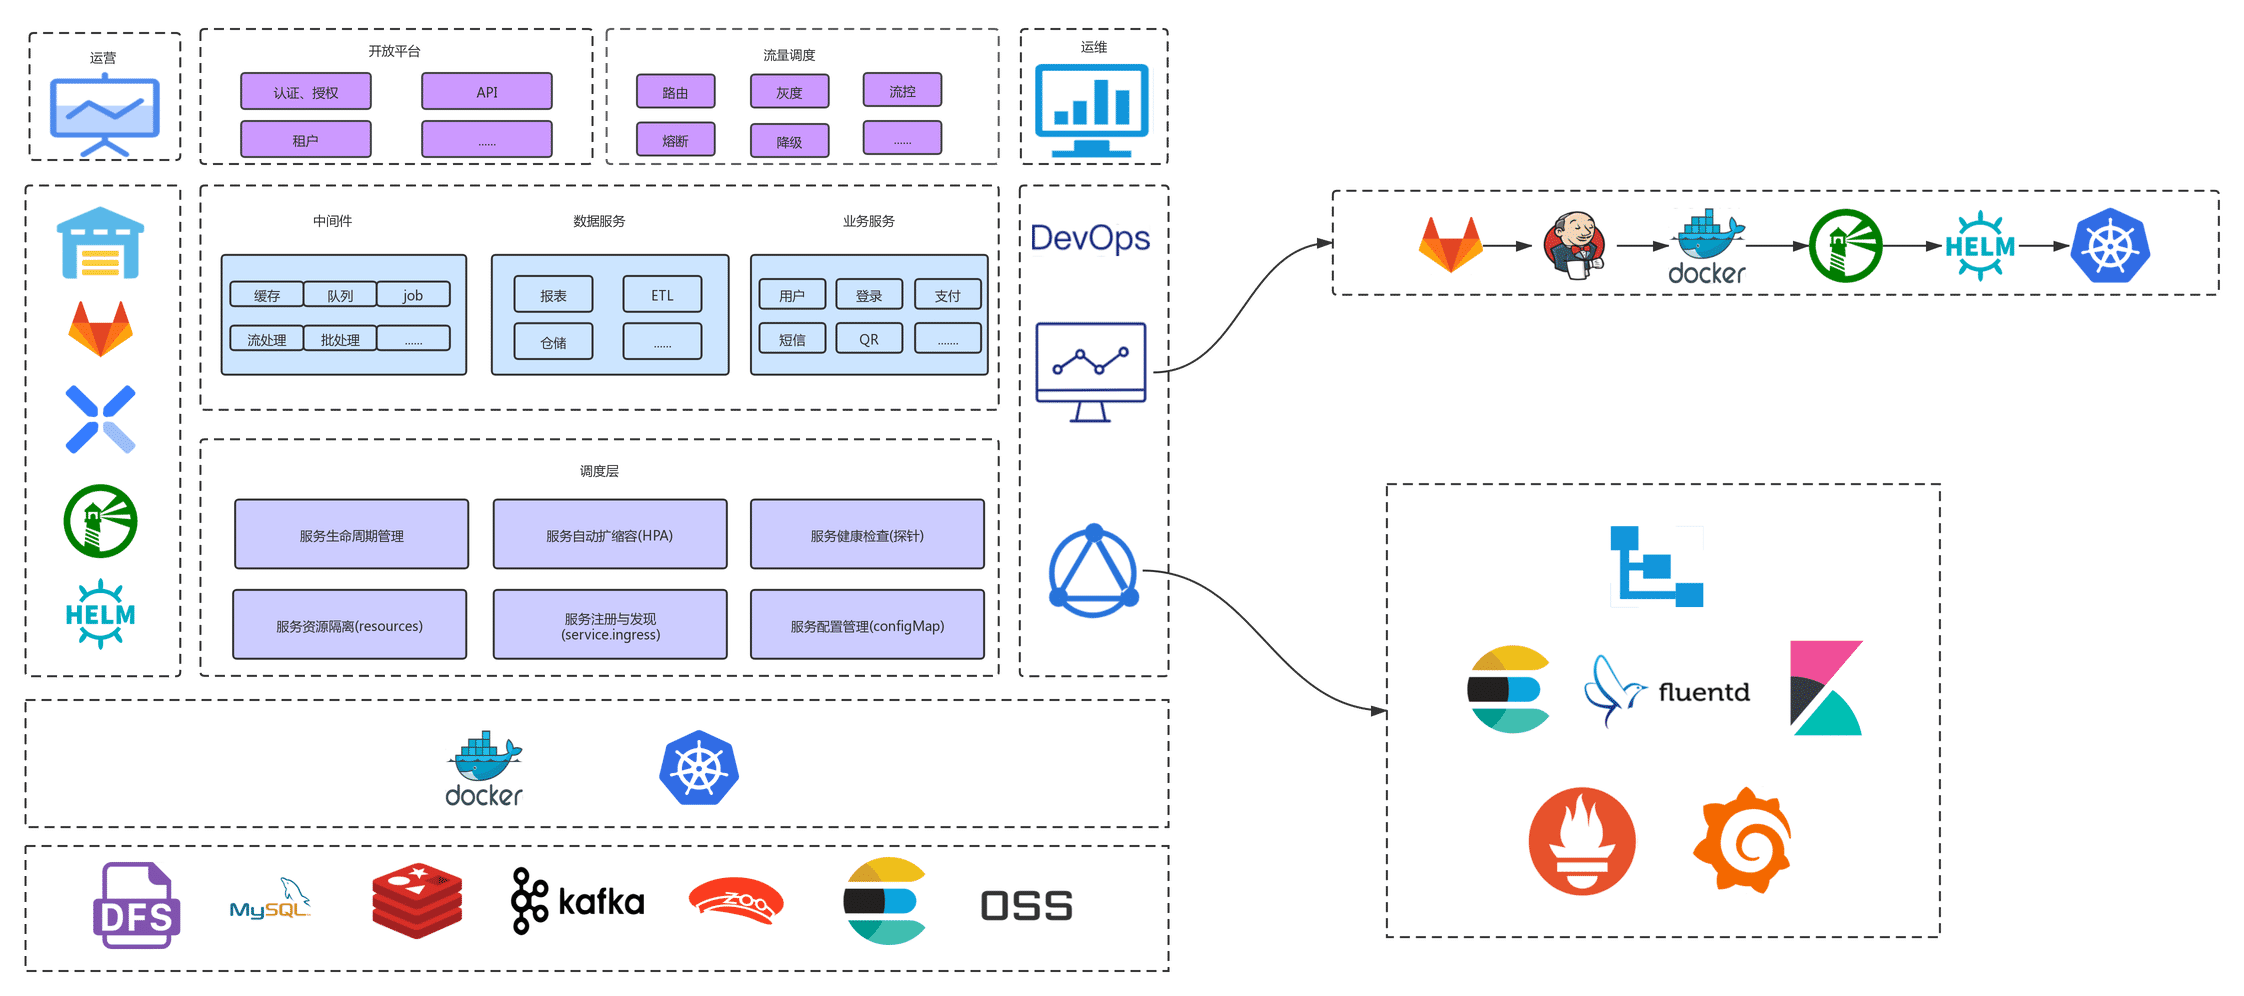 运营
开放平台
认证、授权
API
租户
......
流量调度
路由
灰度
流控
熔断
降级
......
运维
HELM
中间件
缓存
队列
job
流处理
批处理
......
数据服务
报表
ETL
仓储
......
业务服务
用户
登录
支付
短信
QR
.......
调度层
服务生命周期管理
服务自动扩缩容(HPA)
服务健康检查(探针)
服务资源隔离(resources)
服务注册与发现
(service.ingress)
服务配置管理(configMap)
DevOps
docker
HELM
fluentd
docker
DFS
MySQL
kafka
ZOO
OSS